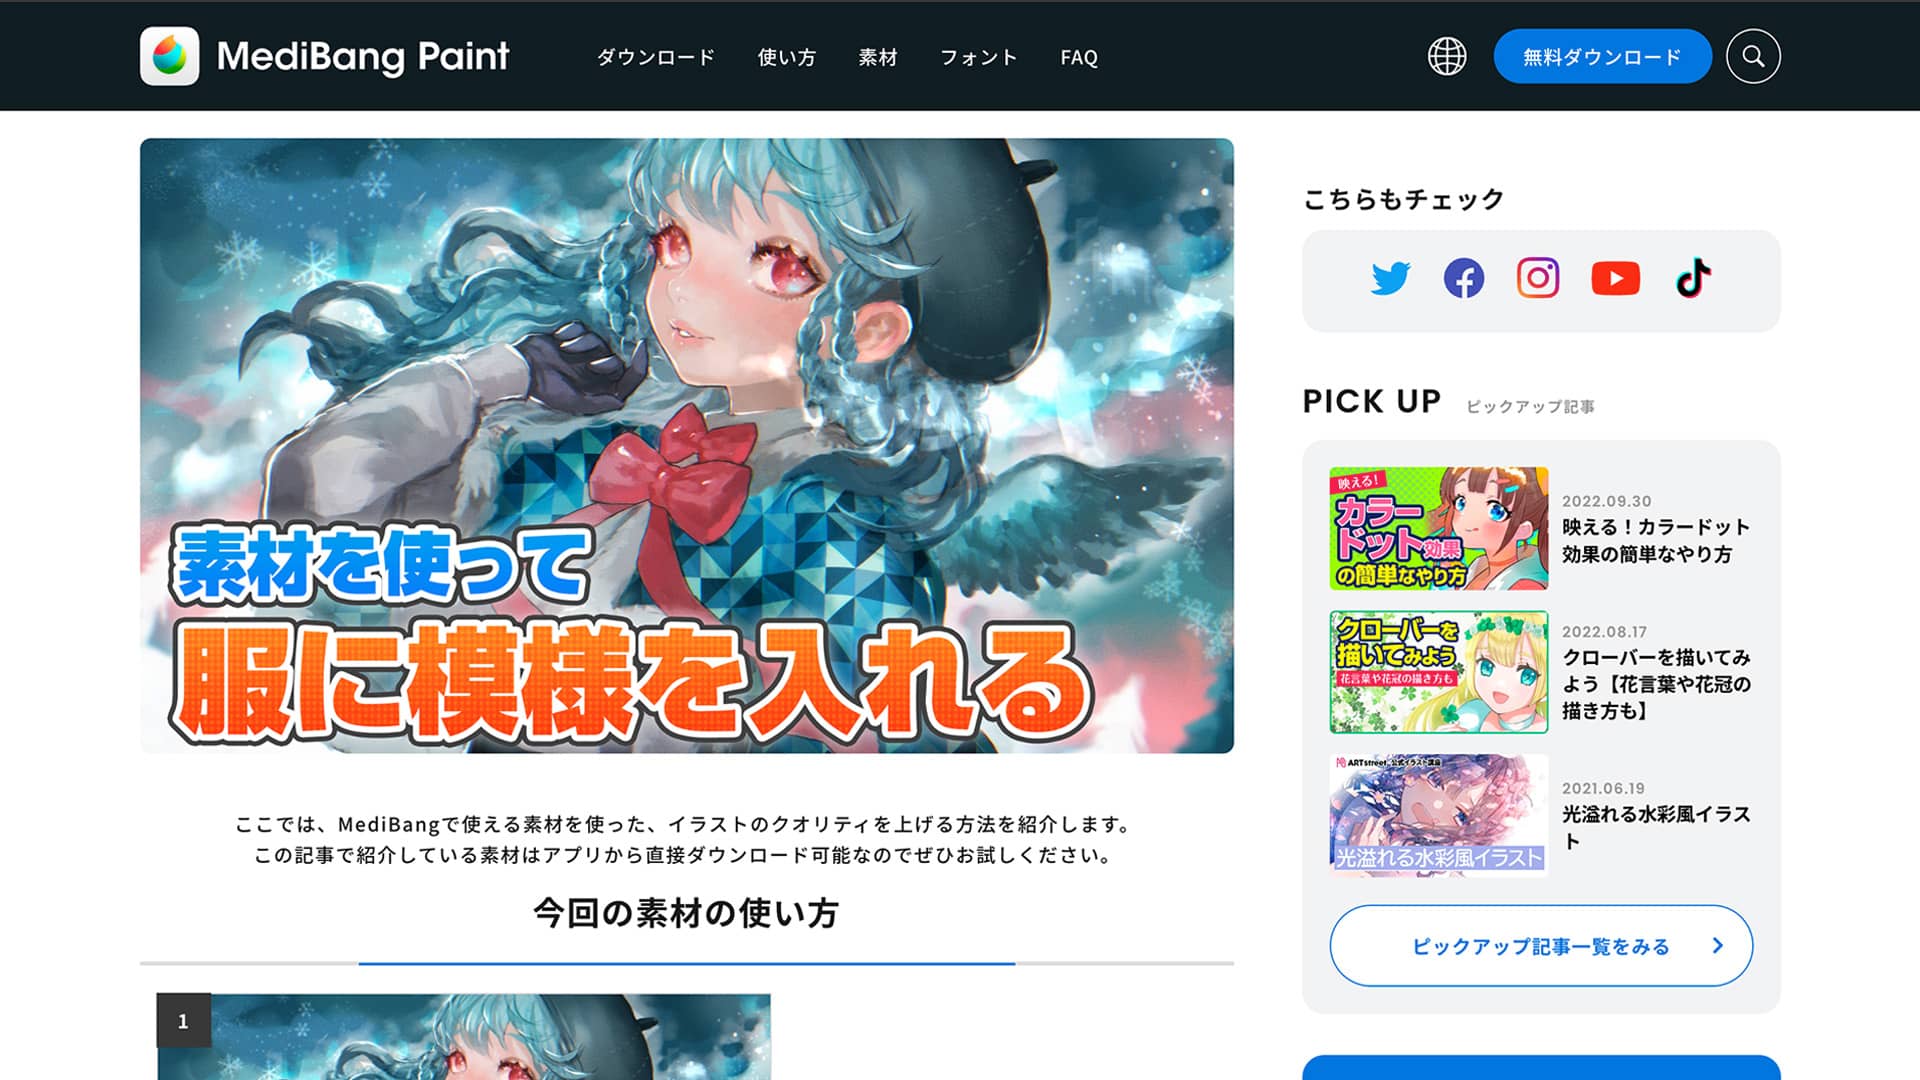 MediBang Paint
ダウンロード
使い方
素材
フォント
FAQ
無料ダウンロード
素材を使って
服に模様を入れる
ここでは、MediBangで使える素材を使った、イラストのクオリティを上げる方法を紹介します。
この記事で紹介している素材はアプリから直接ダウンロード可能なのでぜひお試しください。
今回の素材の使い方
1
こちらもチェック
PICK UP ピックアップ記事
映える!
カラー
ドット効果
の簡単なやり方
2022.09.30
映える！カラードット
効果の簡単なやり方
クローバーを
描いてみよう
花言葉や花冠の描き方も
2022.08.17
クローバーを描いてみ
よう【花言葉や花冠の
描き方も】
ARTstreet 公式イラスト講座
光溢れる水彩風イラスト
2021.06.19
光溢れる水彩風イラス
ト
ピックアップ記事一覧をみる